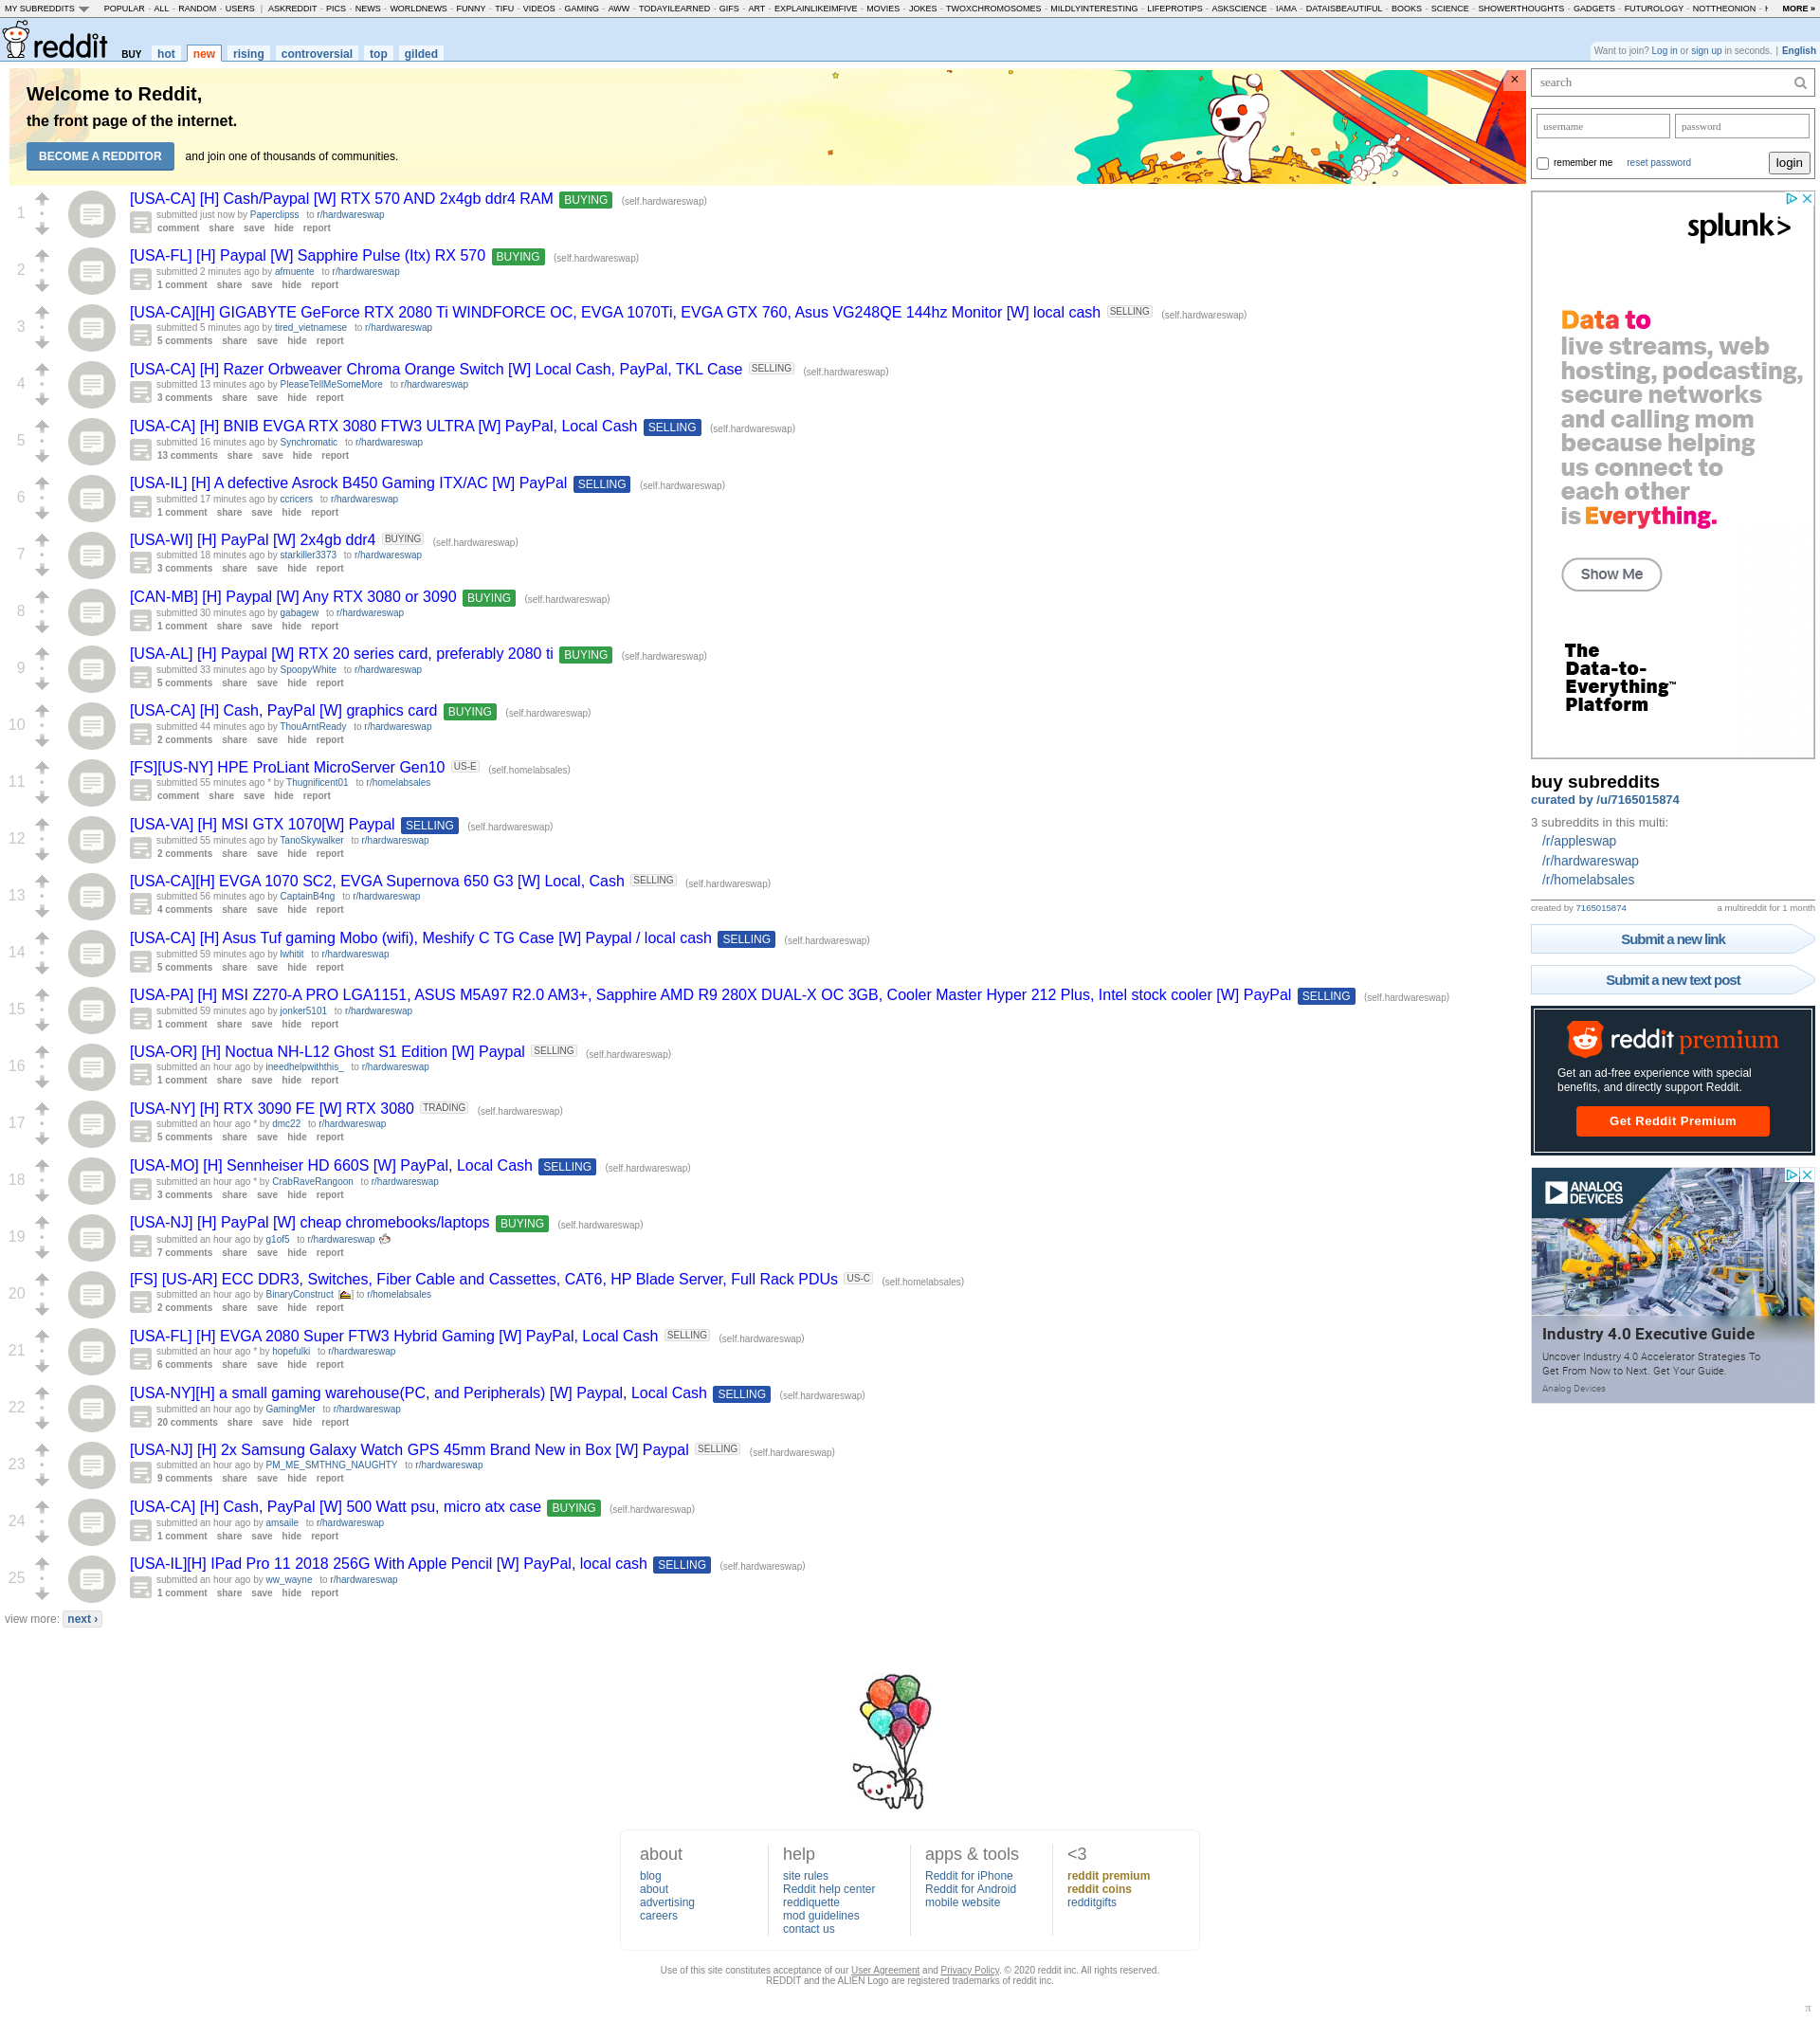 MY SUBREDDITS POPULAR - ALL - RANDOM - USERS | ASKREDDIT - PICS - NEWS - WORLDNEWS - FUNNY - TIFU - VIDEOS - GAMING - AWW - TODAYILEARNED - GIFS - ART - EXPLAINLIKEIMFIVE - MOVIES - JOKES - TWOXCHROMOSOMES - MILDLYINTERESTING - LIFEPROTIPS - ASKSCIENCE - IAMA - DATAISBEAUTIFUL - BOOKS - SCIENCE - SHOWERTHOUGHTS - GADGETS - FUTUROLOGY - NOTTHEONION - MORE »
reddit BUY hot new rising controversial top gilded
Want to join? Log in or sign up in seconds. | English
Welcome to Reddit,
the front page of the internet.
BECOME A REDDITOR and join one of thousands of communities.
1
[USA-CA] [H] Cash/Paypal [W] RTX 570 AND 2x4gb ddr4 RAM BUYING (self.hardwareswap)
submitted just now by Paperclipss to r/hardwareswap
comment share save hide report
2
[USA-FL] [H] Paypal [W] Sapphire Pulse (Itx) RX 570 BUYING (self.hardwareswap)
submitted 2 minutes ago by afmuente to r/hardwareswap
1 comment share save hide report
3
[USA-CA][H] GIGABYTE GeForce RTX 2080 Ti WINDFORCE OC, EVGA 1070Ti, EVGA GTX 760, Asus VG248QE 144hz Monitor [W] local cash SELLING (self.hardwareswap)
submitted 5 minutes ago by tired_vietnamese to r/hardwareswap
5 comments share save hide report
4
[USA-CA] [H] Razer Orbweaver Chroma Orange Switch [W] Local Cash, PayPal, TKL Case SELLING (self.hardwareswap)
submitted 13 minutes ago by PleaseTellMeSomeMore to r/hardwareswap
3 comments share save hide report
5
[USA-CA] [H] BNIB EVGA RTX 3080 FTW3 ULTRA [W] PayPal, Local Cash SELLING (self.hardwareswap)
submitted 16 minutes ago by Synchromatic to r/hardwareswap
13 comments share save hide report
6
[USA-IL] [H] A defective Asrock B450 Gaming ITX/AC [W] PayPal SELLING (self.hardwareswap)
submitted 17 minutes ago by ccricers to r/hardwareswap
1 comment share save hide report
7
[USA-WI] [H] PayPal [W] 2x4gb ddr4 BUYING (self.hardwareswap)
submitted 18 minutes ago by starkiller3373 to r/hardwareswap
3 comments share save hide report
8
[CAN-MB] [H] Paypal [W] Any RTX 3080 or 3090 BUYING (self.hardwareswap)
submitted 30 minutes ago by gabagew to r/hardwareswap
1 comment share save hide report
9
[USA-AL] [H] Paypal [W] RTX 20 series card, preferably 2080 ti BUYING (self.hardwareswap)
submitted 33 minutes ago by SpoopyWhite to r/hardwareswap
5 comments share save hide report
10
[USA-CA] [H] Cash, PayPal [W] graphics card BUYING (self.hardwareswap)
submitted 44 minutes ago by ThouArntReady to r/hardwareswap
2 comments share save hide report
11
[FS][US-NY] HPE ProLiant MicroServer Gen10 US-E (self.homelabsales)
submitted 55 minutes ago * by Thugnificent01 to r/homelabsales
comment share save hide report
12
[USA-VA] [H] MSI GTX 1070[W] Paypal SELLING (self.hardwareswap)
submitted 55 minutes ago by TanoSkywalker to r/hardwareswap
2 comments share save hide report
13
[USA-CA][H] EVGA 1070 SC2, EVGA Supernova 650 G3 [W] Local, Cash SELLING (self.hardwareswap)
submitted 56 minutes ago by CaptainB4ng to r/hardwareswap
4 comments share save hide report
14
[USA-CA] [H] Asus Tuf gaming Mobo (wifi), Meshify C TG Case [W] Paypal / local cash SELLING (self.hardwareswap)
submitted 59 minutes ago by lwhitit to r/hardwareswap
5 comments share save hide report
15
[USA-PA] [H] MSI Z270-A PRO LGA1151, ASUS M5A97 R2.0 AM3+, Sapphire AMD R9 280X DUAL-X OC 3GB, Cooler Master Hyper 212 Plus, Intel stock cooler [W] PayPal SELLING (self.hardwareswap)
submitted 59 minutes ago by jonker5101 to r/hardwareswap
1 comment share save hide report
16
[USA-OR] [H] Noctua NH-L12 Ghost S1 Edition [W] Paypal SELLING (self.hardwareswap)
submitted an hour ago by ineedhelpwiththis_ to r/hardwareswap
1 comment share save hide report
17
[USA-NY] [H] RTX 3090 FE [W] RTX 3080 TRADING (self.hardwareswap)
submitted an hour ago * by dmc22 to r/hardwareswap
5 comments share save hide report
18
[USA-MO] [H] Sennheiser HD 660S [W] PayPal, Local Cash SELLING (self.hardwareswap)
submitted an hour ago * by CrabRaveRangoon to r/hardwareswap
3 comments share save hide report
19
[USA-NJ] [H] PayPal [W] cheap chromebooks/laptops BUYING (self.hardwareswap)
submitted an hour ago by g1of5 to r/hardwareswap
7 comments share save hide report
20
[FS] [US-AR] ECC DDR3, Switches, Fiber Cable and Cassettes, CAT6, HP Blade Server, Full Rack PDUs US-C (self.homelabsales)
submitted an hour ago by BinaryConstruct [] to r/homelabsales
2 comments share save hide report
21
[USA-FL] [H] EVGA 2080 Super FTW3 Hybrid Gaming [W] PayPal, Local Cash SELLING (self.hardwareswap)
submitted an hour ago * by hopefulki to r/hardwareswap
6 comments share save hide report
22
[USA-NY][H] a small gaming warehouse(PC, and Peripherals) [W] Paypal, Local Cash SELLING (self.hardwareswap)
submitted an hour ago by GamingMer to r/hardwareswap
20 comments share save hide report
23
[USA-NJ] [H] 2x Samsung Galaxy Watch GPS 45mm Brand New in Box [W] Paypal SELLING (self.hardwareswap)
submitted an hour ago by PM_ME_SMTHNG_NAUGHTY to r/hardwareswap
9 comments share save hide report
24
[USA-CA] [H] Cash, PayPal [W] 500 Watt psu, micro atx case BUYING (self.hardwareswap)
submitted an hour ago by amsaile to r/hardwareswap
1 comment share save hide report
25
[USA-IL][H] IPad Pro 11 2018 256G With Apple Pencil [W] PayPal, local cash SELLING (self.hardwareswap)
submitted an hour ago by ww_wayne to r/hardwareswap
1 comment share save hide report
view more: next ›
search
username password
remember me reset password login
splunk>
Data to
live streams, web
hosting, podcasting,
secure networks
and calling mom
because helping
us connect to
each other
is Everything.
Show Me
The
Data-to-
Everything™
Platform
buy subreddits
curated by /u/7165015874
3 subreddits in this multi:
/r/appleswap
/r/hardwareswap
/r/homelabsales
created by 7165015874 a multireddit for 1 month
Submit a new link
Submit a new text post
reddit premium
Get an ad-free experience with special
benefits, and directly support Reddit.
Get Reddit Premium
ANALOG
DEVICES
Industry 4.0 Executive Guide
Uncover Industry 4.0 Accelerator Strategies To
Get From Now to Next. Get Your Guide.
Analog Devices
about
blog
about
advertising
careers
help
site rules
Reddit help center
reddiquette
mod guidelines
contact us
apps & tools
Reddit for iPhone
Reddit for Android
mobile website
<3
reddit premium
reddit coins
redditgifts
Use of this site constitutes acceptance of our User Agreement and Privacy Policy. © 2020 reddit inc. All rights reserved.
REDDIT and the ALIEN Logo are registered trademarks of reddit inc.
π